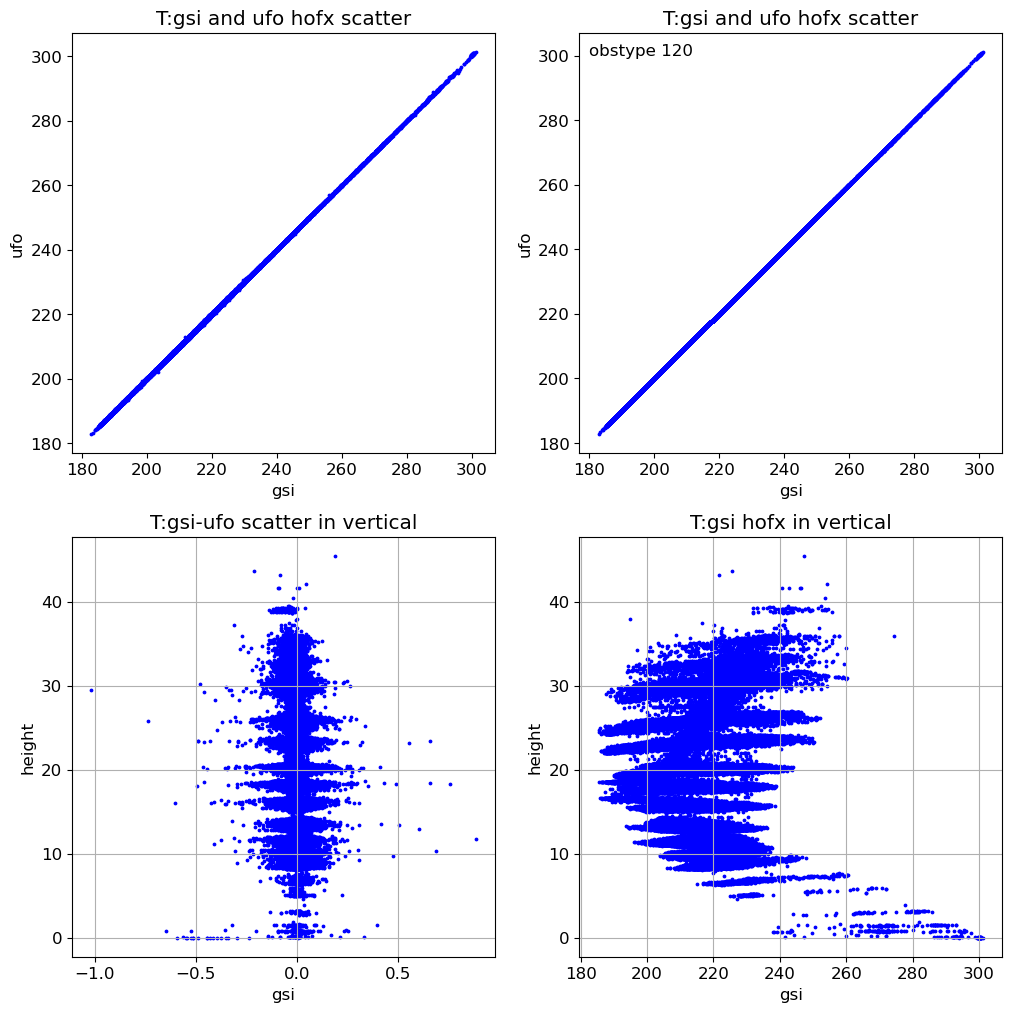 T:gsi and ufo hofx scatter
300
280
260
240
220
200
180
ufo
180 200 220 240 260 280 300
gsi
T:gsi and ufo hofx scatter
obstype 120
300
280
260
240
220
200
180
ufo
180 200 220 240 260 280 300
gsi
T:gsi-ufo scatter in vertical
40
30
20
10
0
height
−1.0 −0.5 0.0 0.5
gsi
T:gsi hofx in vertical
40
30
20
10
0
height
180 200 220 240 260 280 300
gsi